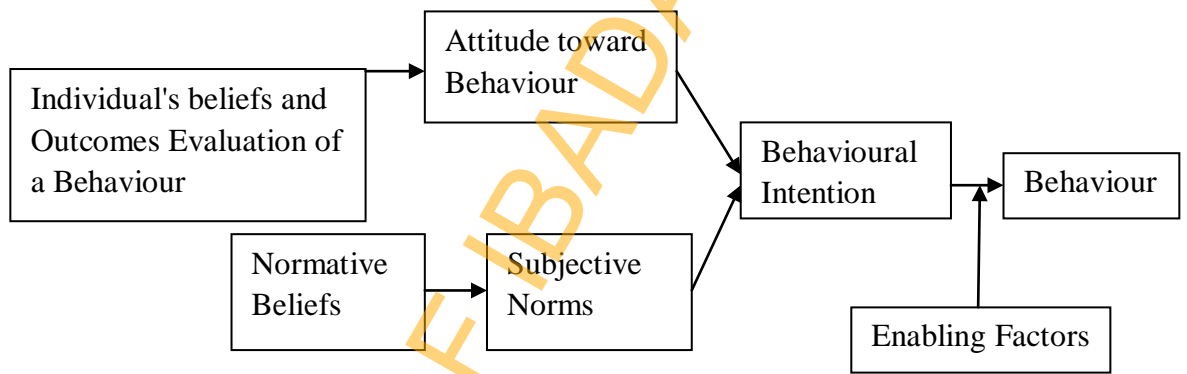 Attitude toward
Behaviour
Individual's beliefs and
Outcomes Evaluation of
a Behaviour
Behavioural
Intention
Behaviour
Normative
Beliefs
Subjective
Norms
Enabling Factors
F IBADA